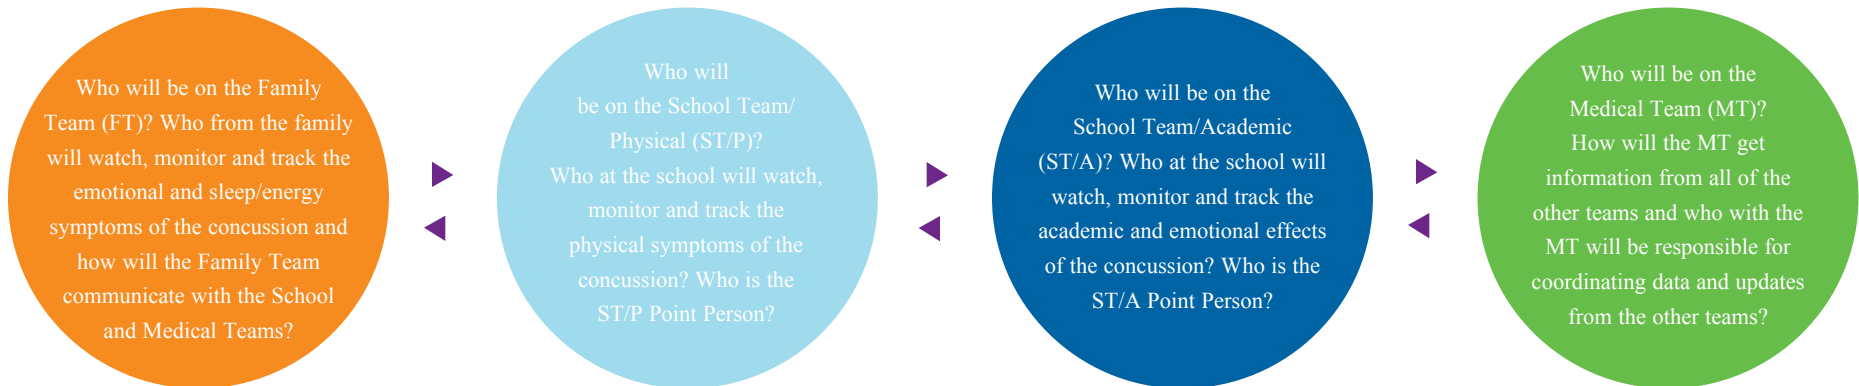 Who will be on the Family
Team (FT)? Who from the family
will watch, monitor and track the
emotional and sleep/energy
symptoms of the concussion and
how will the Family Team
communicate with the School
and Medical Teams?
Who will
be on the School Team/
Physical (ST/P)?
Who at the school will watch,
monitor and track the
physical symptoms of the
concussion? Who is the
ST/P Point Person?
Who will be on the
School Team/Academic
(ST/A)? Who at the school will
watch, monitor and track the
academic and emotional effects
of the concussion? Who is the
ST/A Point Person?
Who will be on the
Medical Team (MT)?
How will the MT get
information from all of the
other teams and who with the
MT will be responsible for
coordinating data and updates
from the other teams?